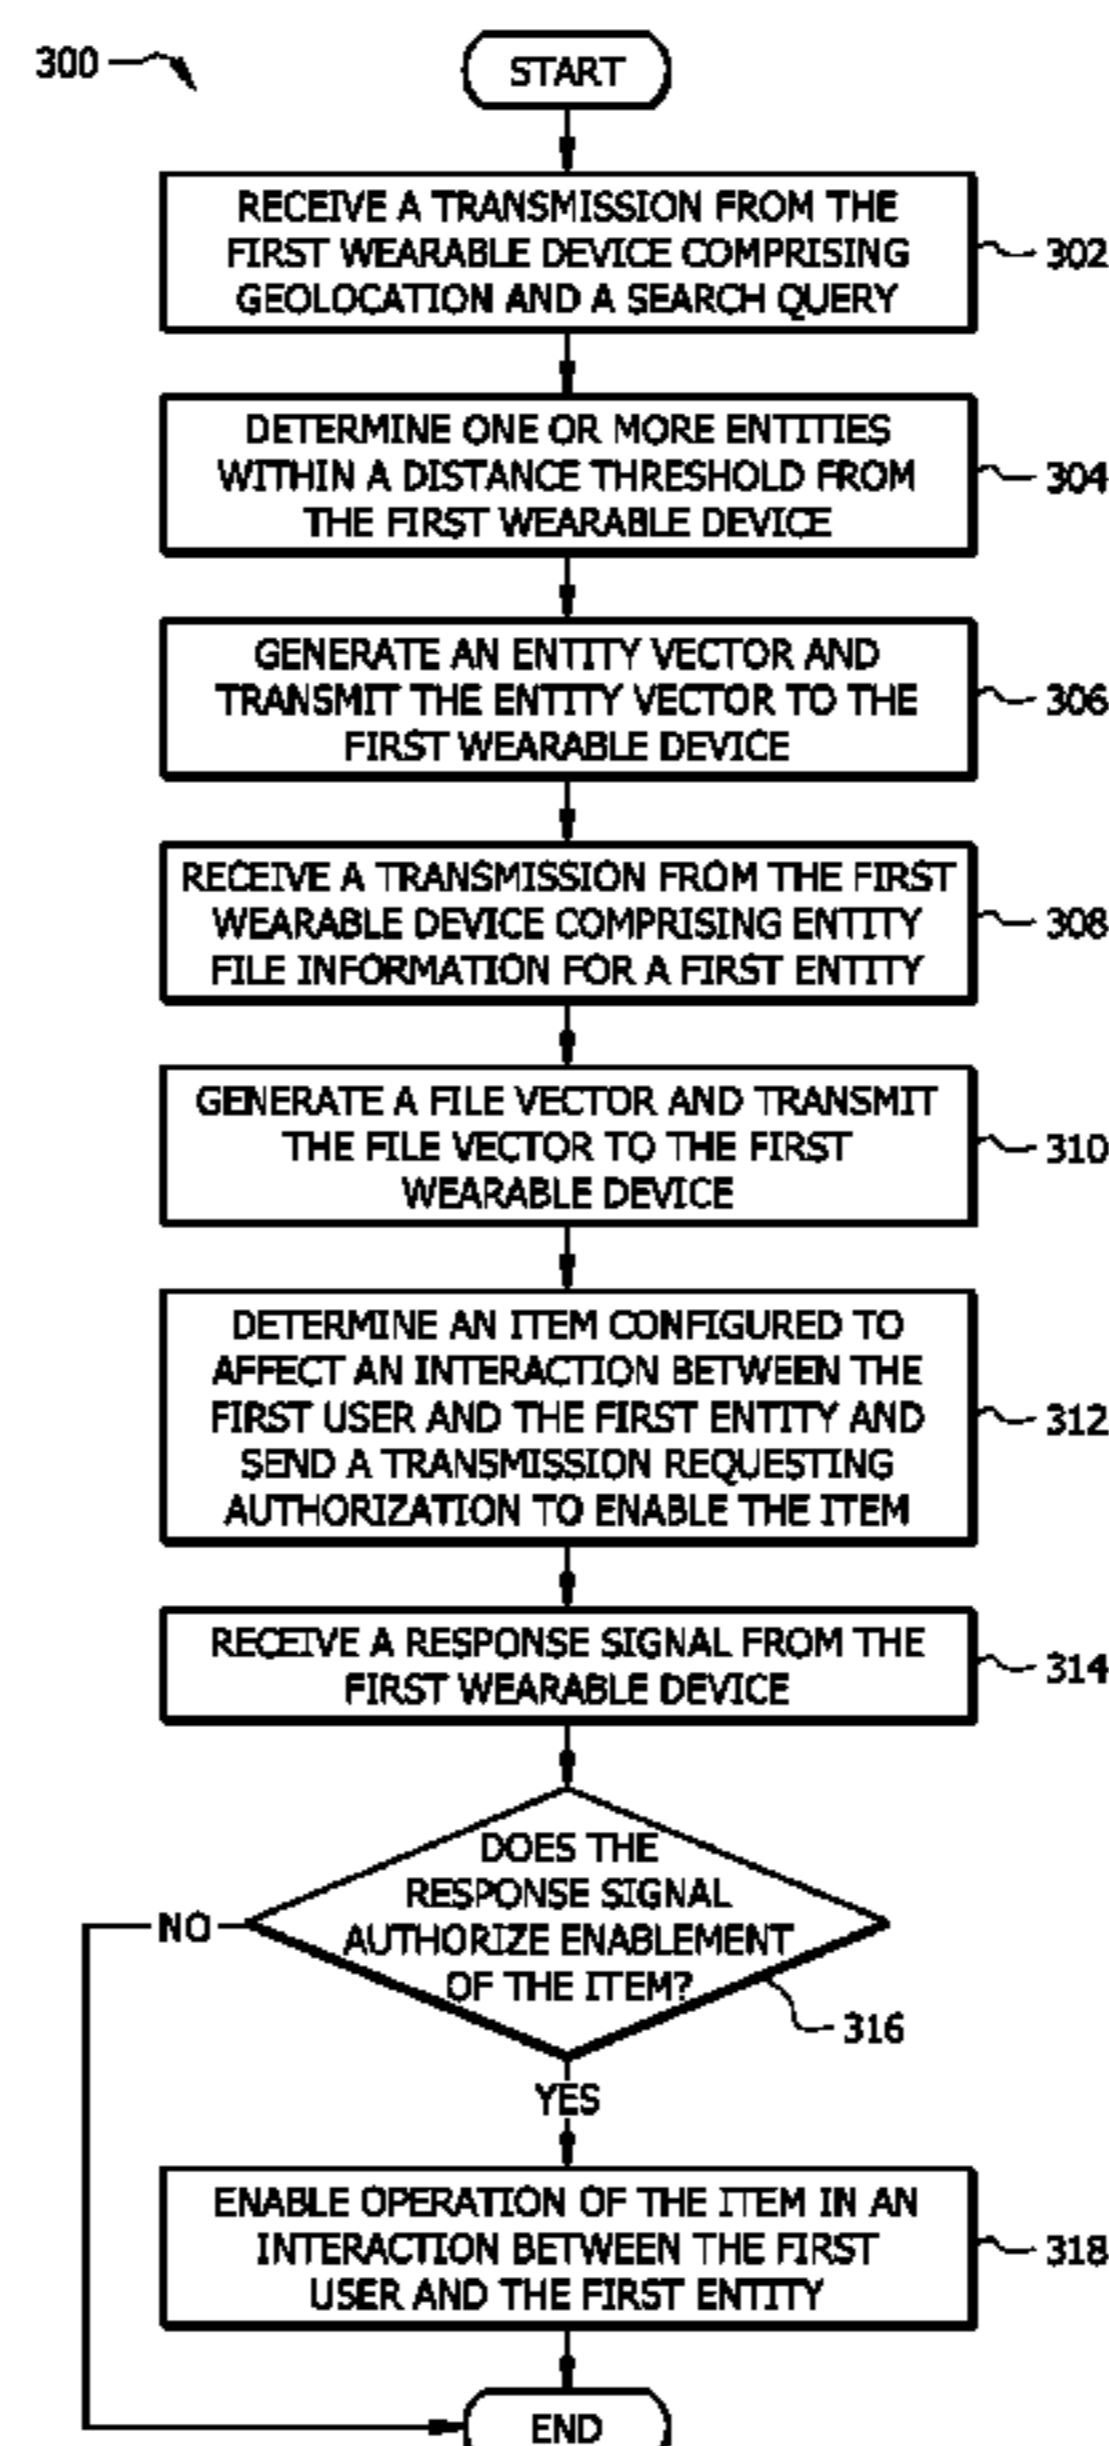 300
START
RECEIVE A TRANSMISSION FROM THE
FIRST WEARABLE DEVICE COMPRISING
GEOLOCATION AND A SEARCH QUERY
302
DETERMINE ONE OR MORE ENTITIES
WITHIN A DISTANCE THRESHOLD FROM
THE FIRST WEARABLE DEVICE
304
GENERATE AN ENTITY VECTOR AND
TRANSMIT THE ENTITY VECTOR TO THE
FIRST WEARABLE DEVICE
306
RECEIVE A TRANSMISSION FROM THE FIRST
WEARABLE DEVICE COMPRISING ENTITY
FILE INFORMATION FOR A FIRST ENTITY
308
GENERATE A FILE VECTOR AND TRANSMIT
THE FILE VECTOR TO THE FIRST
WEARABLE DEVICE
310
DETERMINE AN ITEM CONFIGURED TO
AFFECT AN INTERACTION BETWEEN THE
FIRST USER AND THE FIRST ENTITY AND
SEND A TRANSMISSION REQUESTING
AUTHORIZATION TO ENABLE THE ITEM
312
RECEIVE A RESPONSE SIGNAL FROM THE
FIRST WEARABLE DEVICE
314
DOES THE
RESPONSE SIGNAL
AUTHORIZE ENABLEMENT
OF THE ITEM?
NO
316
YES
ENABLE OPERATION OF THE ITEM IN AN
INTERACTION BETWEEN THE FIRST
USER AND THE FIRST ENTITY
318
END